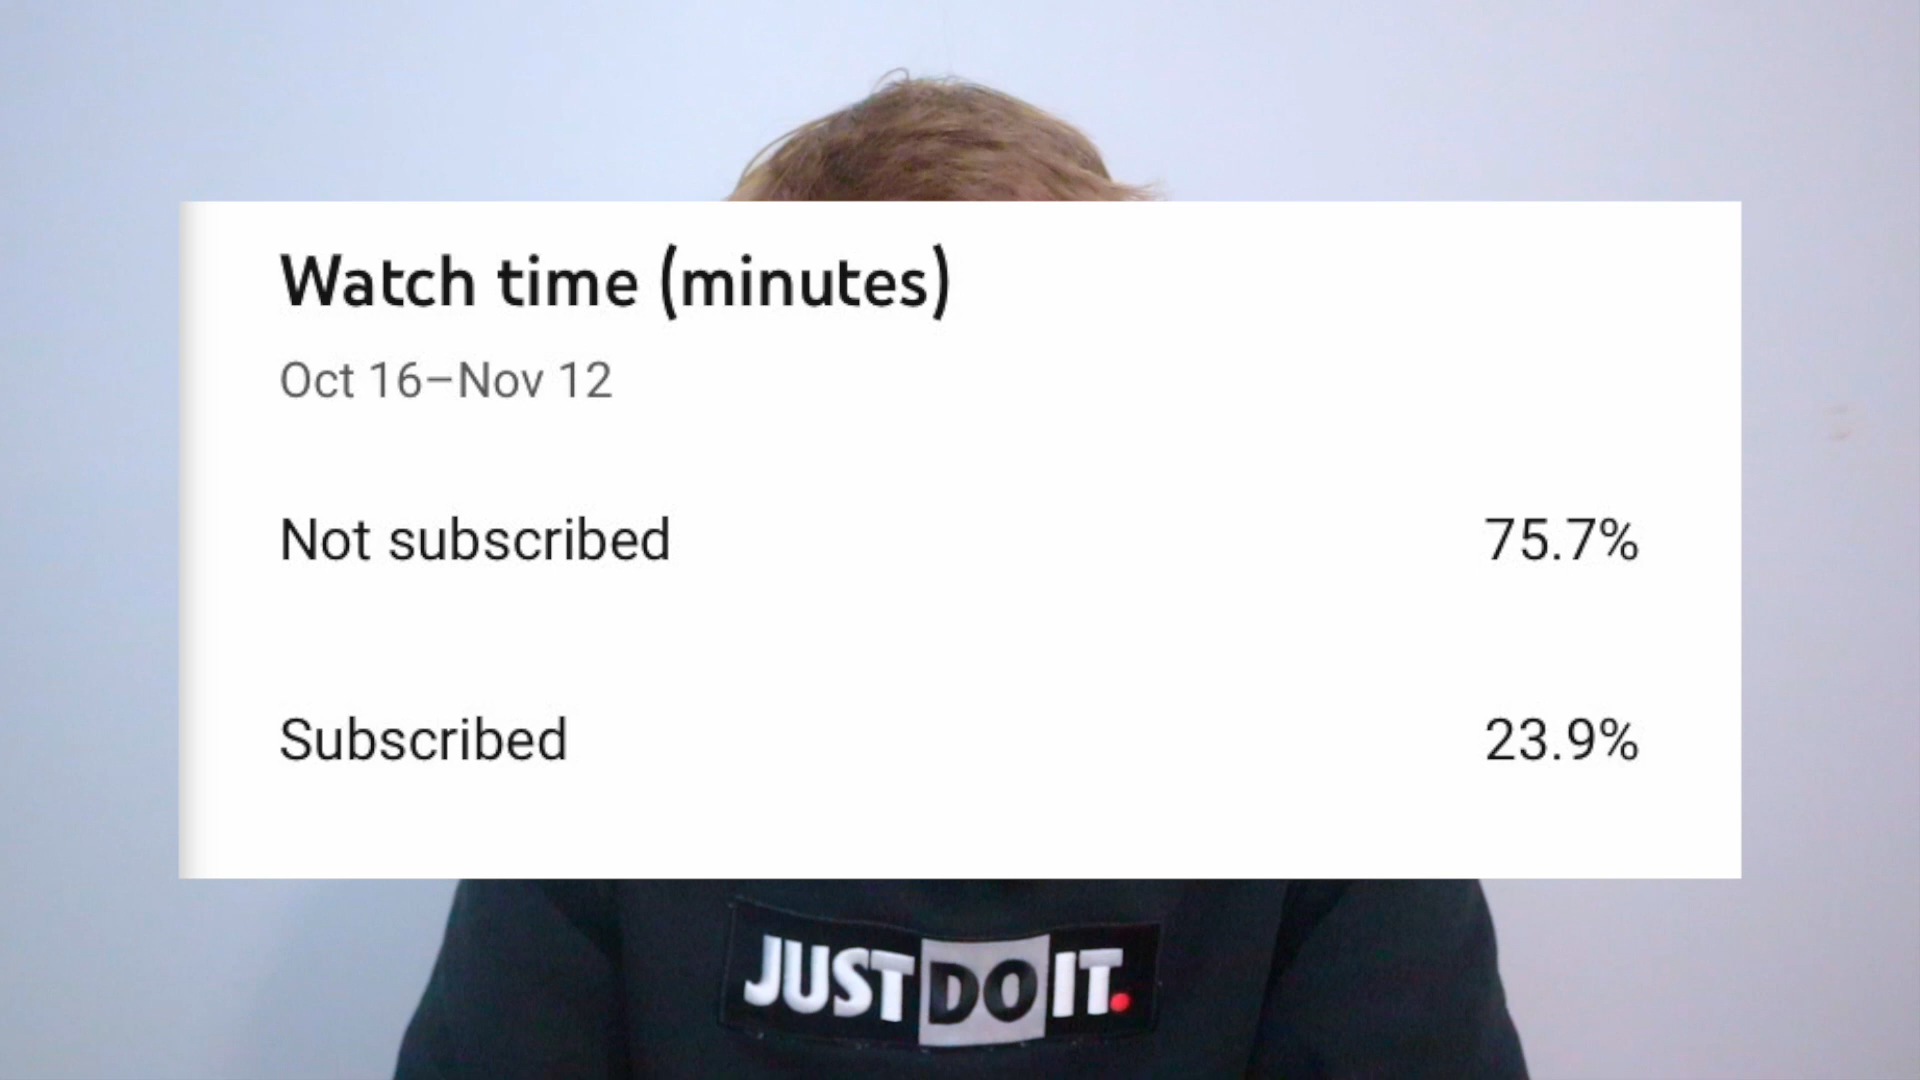 Watch time (minutes)
Oct 16–Nov 12
Not subscribed 75.7%
Subscribed 23.9%
JUST DO IT.